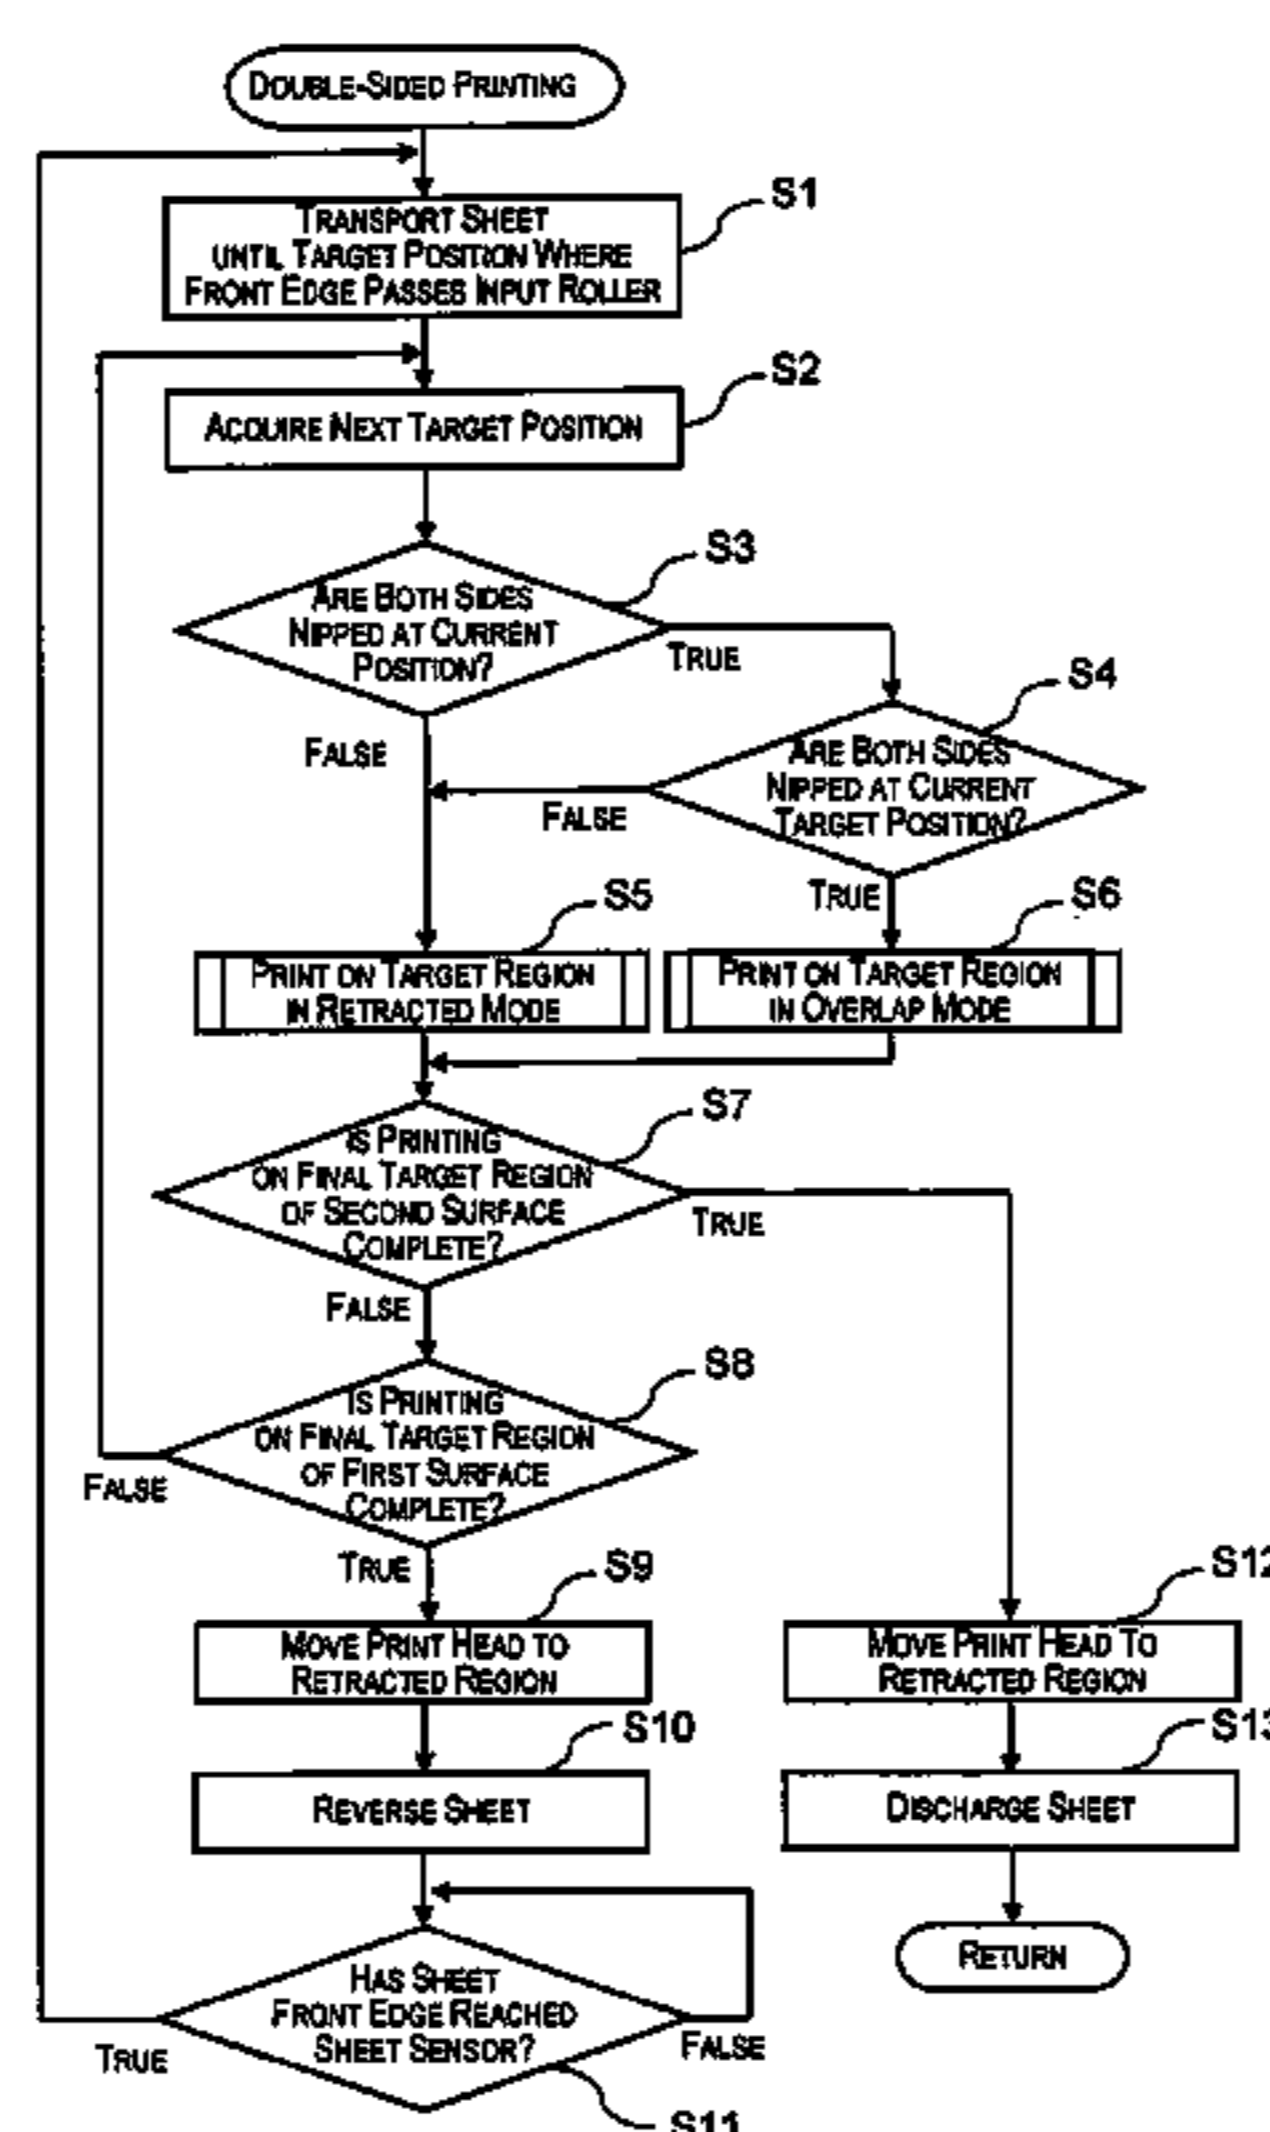 DOUBLE-SIDED PRINTING
S1
TRANSPORT SHEET
UNTIL TARGET POSITION WHERE
FRONT EDGE PASSES INPUT ROLLER
S2
ACQUIRE NEXT TARGET POSITION
S3
ARE BOTH SIDES
NIPPED AT CURRENT
POSITION?
TRUE
FALSE
S4
ARE BOTH SIDES
NIPPED AT CURRENT
TARGET POSITION?
FALSE
TRUE
S5
PRINT ON TARGET REGION
IN RETRACTED MODE
S6
PRINT ON TARGET REGION
IN OVERLAP MODE
S7
IS PRINTING
ON FINAL TARGET REGION
OF SECOND SURFACE
COMPLETE?
TRUE
FALSE
S8
IS PRINTING
ON FINAL TARGET REGION
OF FIRST SURFACE
COMPLETE?
FALSE
TRUE
S9
MOVE PRINT HEAD TO
RETRACTED REGION
S12
MOVE PRINT HEAD TO
RETRACTED REGION
S10
REVERSE SHEET
S13
DISCHARGE SHEET
RETURN
HAS SHEET
FRONT EDGE REACHED
SHEET SENSOR?
TRUE
FALSE
S11